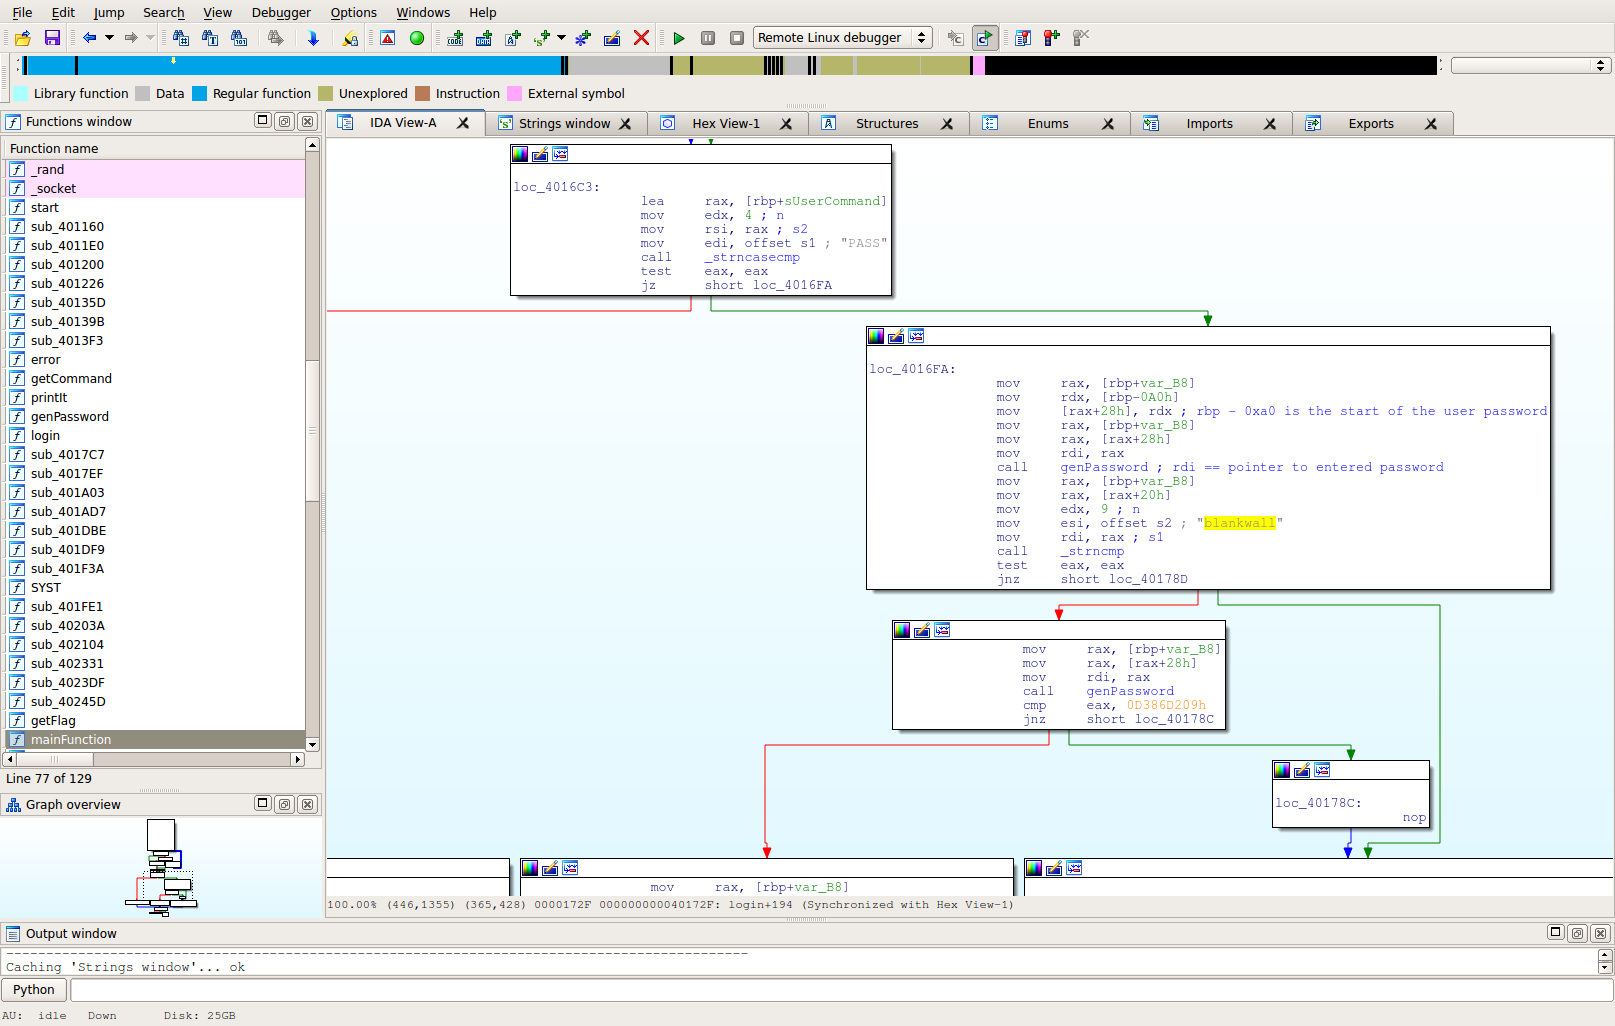 File Edit Jump Search View Debugger Options Windows Help
Remote Linux debugger
Library function Data Regular function Unexplored Instruction External symbol
Functions window
Function name
_rand
_socket
start
sub_401160
sub_4011E0
sub_401200
sub_401226
sub_40135D
sub_40139B
sub_4013F3
error
getCommand
printIt
genPassword
login
sub_4017C7
sub_4017EF
sub_401A03
sub_401AD7
sub_401DBE
sub_401DF9
sub_401F3A
SYST
sub_401FE1
sub_40203A
sub_402104
sub_402331
sub_4023DF
sub_40245D
getFlag
mainFunction
Line 77 of 129
Graph overview
IDA View-A Strings window Hex View-1 Structures Enums Imports Exports
loc_4016C3:
lea rax, [rbp+sUserCommand]
mov edx, 4 ; n
mov rsi, rax ; s2
mov edi, offset s1 ; "PASS"
call _strncasecmp
test eax, eax
jz short loc_4016FA
loc_4016FA:
mov rax, [rbp+var_B8]
mov rdx, [rbp-0A0h]
mov [rax+28h], rdx ; rbp - 0xa0 is the start of the user password
mov rax, [rbp+var_B8]
mov rax, [rax+28h]
mov rdi, rax
call genPassword ; rdi == pointer to entered password
mov rax, [rbp+var_B8]
mov rax, [rax+20h]
mov edx, 9 ; n
mov esi, offset s2 ; "blankwall"
mov rdi, rax ; s1
call _strncmp
test eax, eax
jnz short loc_40178D
mov rax, [rbp+var_B8]
mov rax, [rax+28h]
mov rdi, rax
call genPassword
cmp eax, 0D386D209h
jnz short loc_40178C
loc_40178C:
nop
mov rax, [rbp+var_B8]
100.00% (446,1355) (365,428) 0000172F 000000000040172F: login+194 (Synchronized with Hex View-1)
Output window
Caching 'Strings window'... ok
Python
AU: idle Down Disk: 25GB